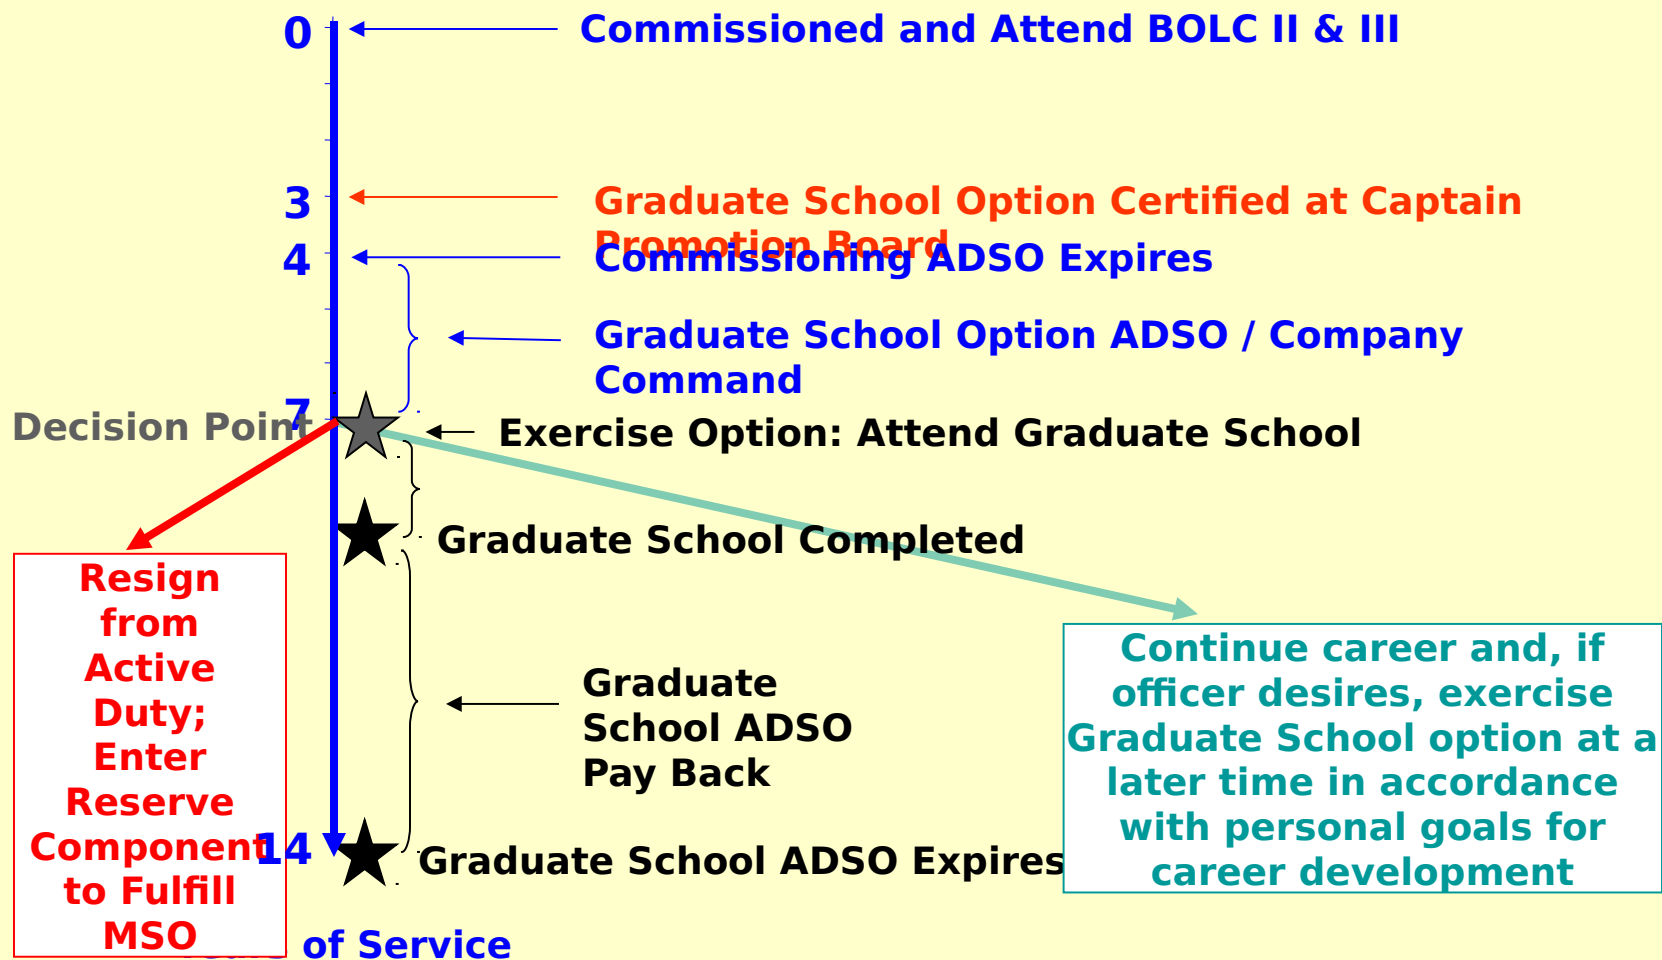 0
Commissioned and Attend BOLC II & III
3
Graduate School Option Certified at Captain
Promotion Board
4
Commissioning ADSO Expires
Graduate School Option ADSO / Company
Command
7
Decision Point
Exercise Option: Attend Graduate School
Graduate School Completed
Resign
from
Active
Duty;
Enter
Reserve
Component
to Fulfill
MSO
Graduate
School ADSO
Pay Back
Continue career and, if
officer desires, exercise
Graduate School option at a
later time in accordance
with personal goals for
career development
14
Graduate School ADSO Expires
of Service